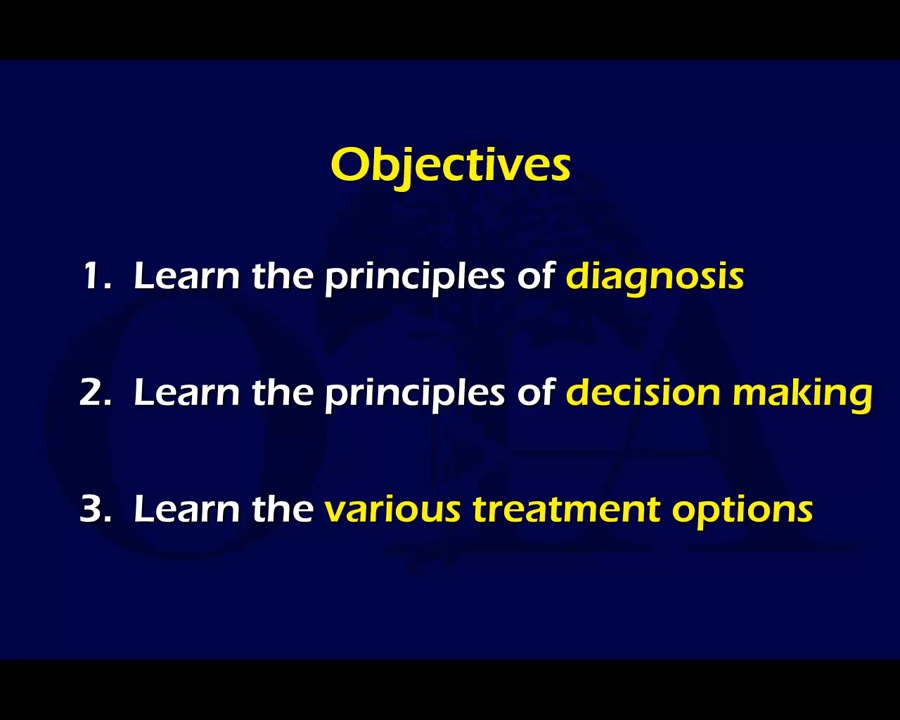 Objectives
1. Learn the principles of diagnosis
2. Learn the principles of decision making
3. Learn the various treatment options
OTA